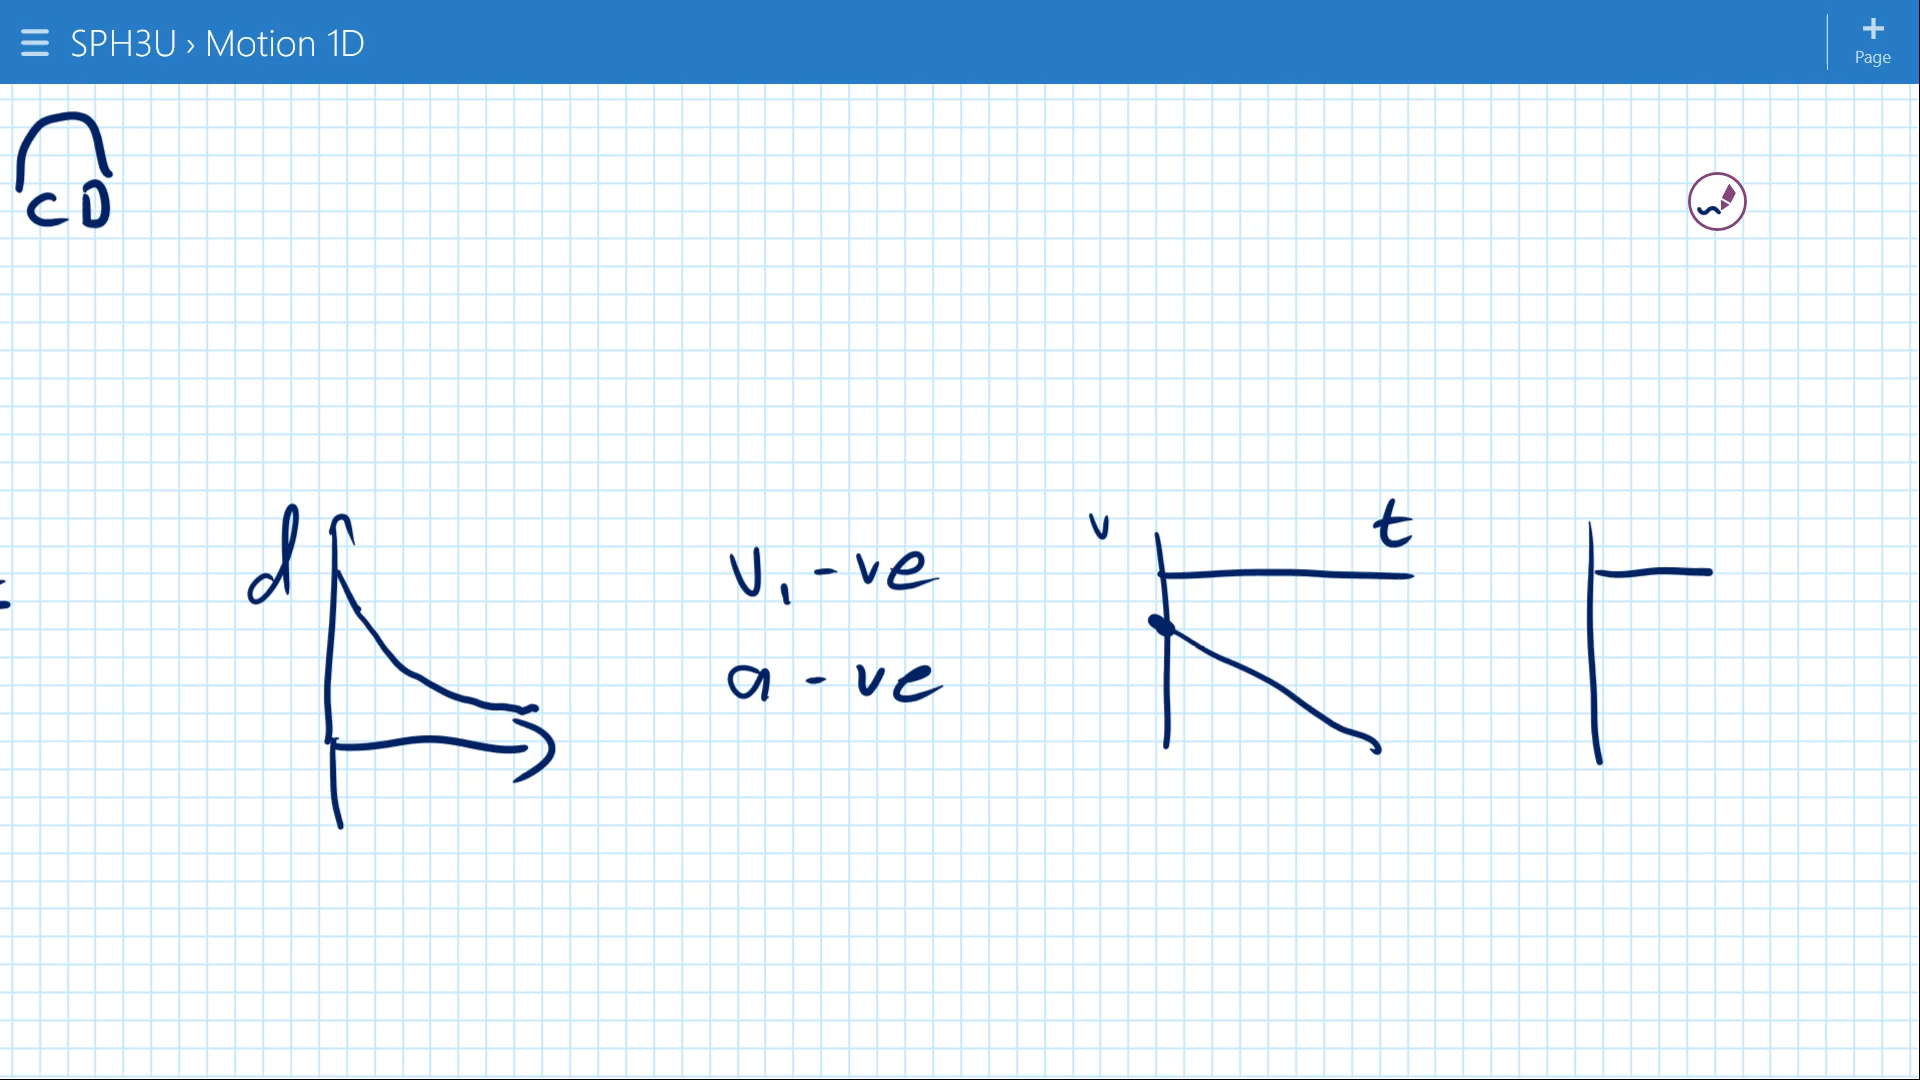 SPH3U › Motion 1D
Page
CD
d
v₁ -ve
a -ve
v
t